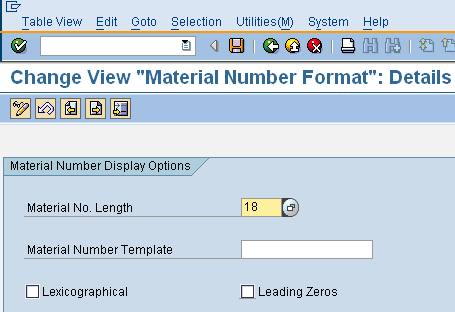 Table View Edit Goto Selection Utilities(M) System Help
Change View "Material Number Format": Details
Material Number Display Options
Material No. Length 18
Material Number Template
Lexicographical Leading Zeros